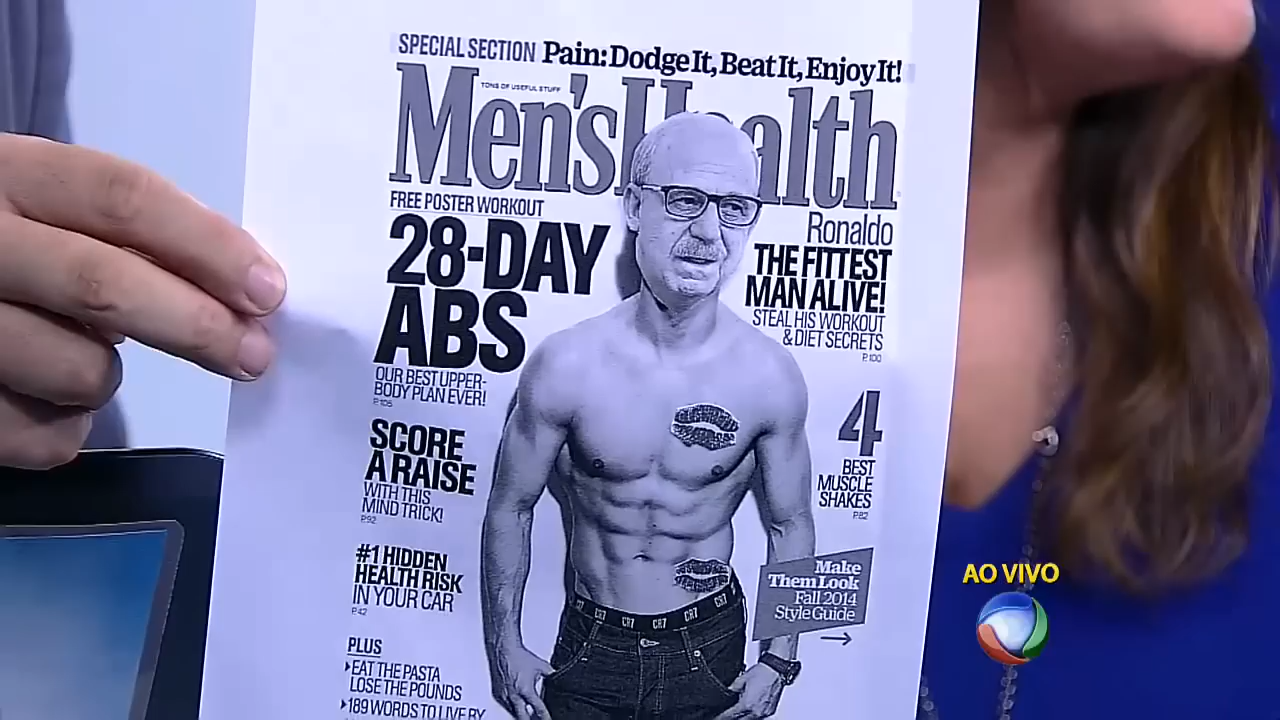 SPECIAL SECTION Pain: Dodge It, Beat It, Enjoy It!
TONS OF USEFUL STUFF
Men's Health
FREE POSTER WORKOUT
28-DAY
ABS
OUR BEST UPPER-
BODY PLAN EVER!
P.105
SCORE
A RAISE
WITH THIS
MIND TRICK!
P.92
#1 HIDDEN
HEALTH RISK
IN YOUR CAR
P.42
PLUS
EAT THE PASTA
LOSE THE POUNDS
189 WORDS TO LIVE BY
Ronaldo
THE FITTEST
MAN ALIVE!
STEAL HIS WORKOUT
& DIET SECRETS
P.100
4
BEST
MUSCLE
SHAKES
P.82
Make
Them Look
Fall 2014
Style Guide
CR7 CR7 CR7 CR7 CR7
AO VIVO